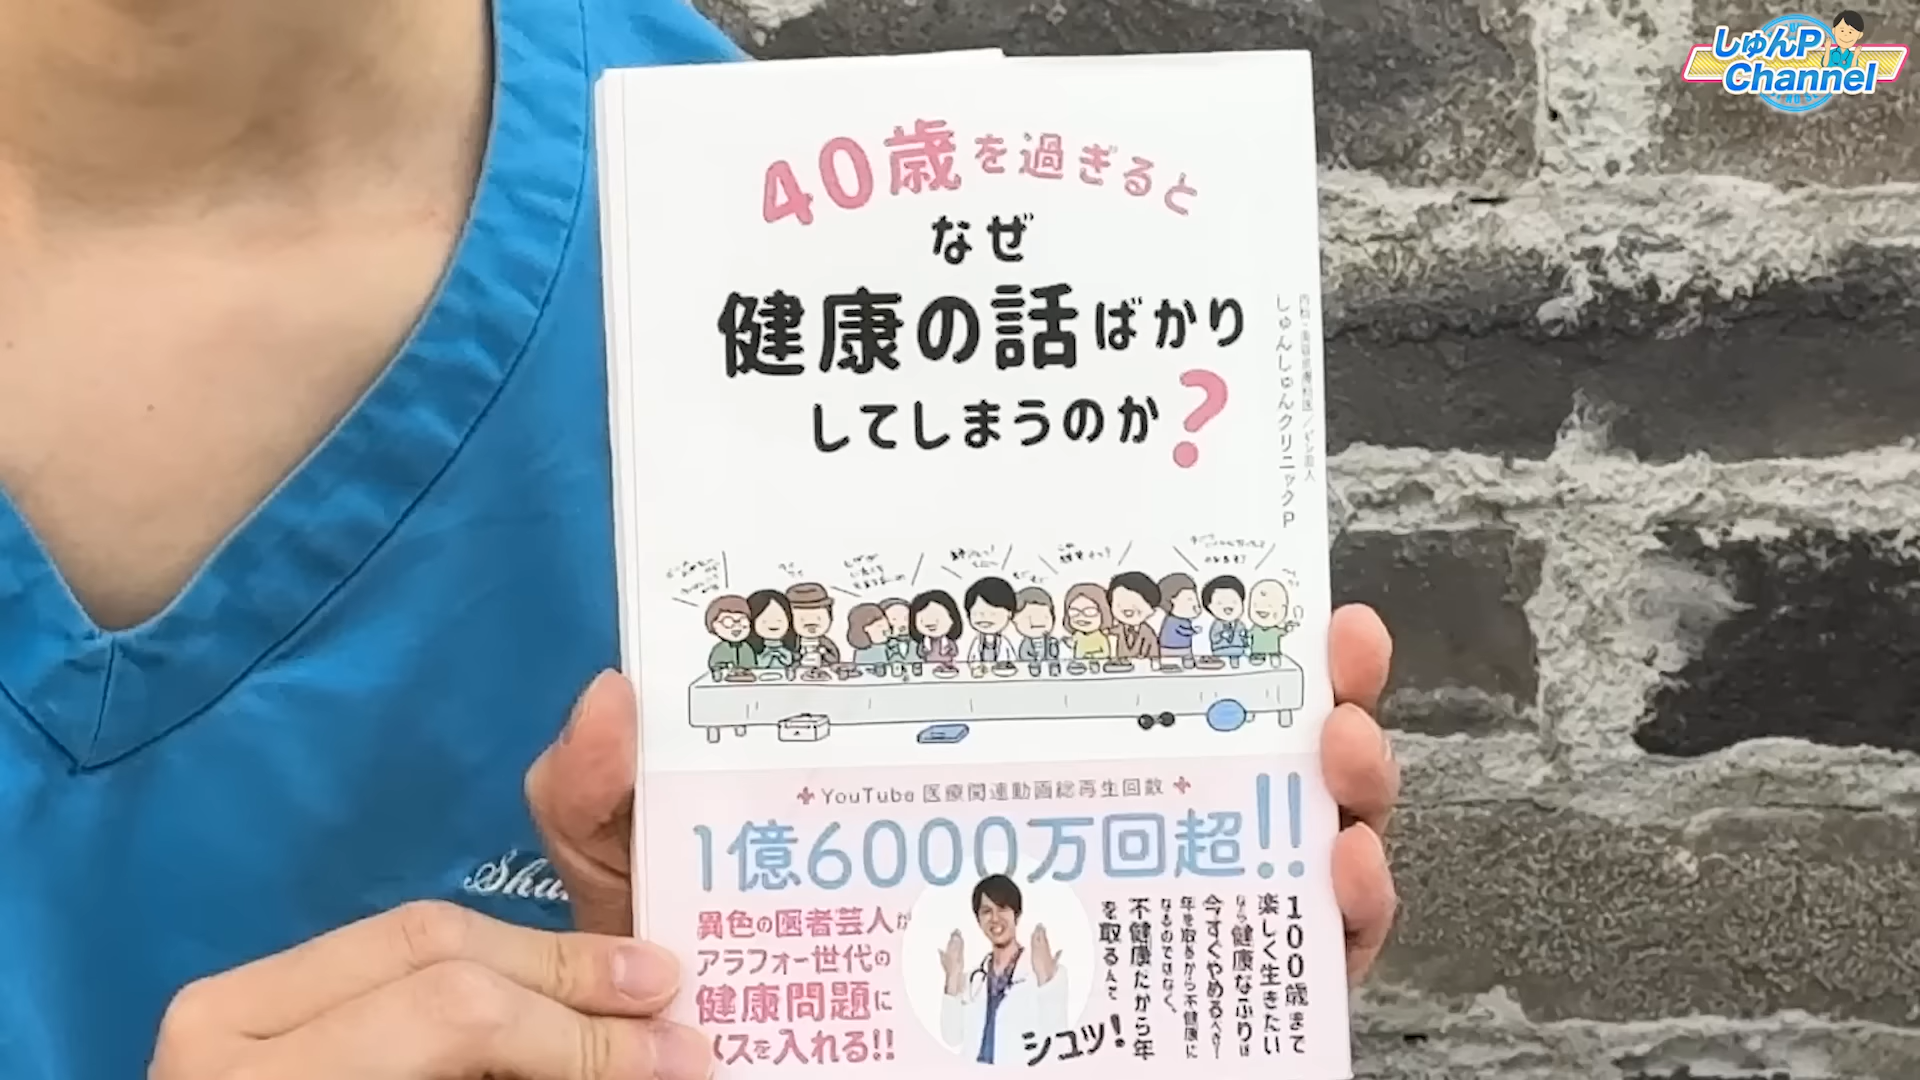 しゅんP
Channel
40歳を過ぎると
なぜ
健康の話ばかり
してしまうのか?
内科・美容皮膚科医/ピン芸人
しゅんしゅんクリニックP
YouTube医療関連動画総再生回数
1億6000万回超!!
異色の医者芸人が
アラフォー世代の
健康問題に
メスを入れる!!
シュッ!
100歳まで
楽しく生きたい
なら健康なふりは
今すぐやめるべし
年を取るから不健康に
なるのではなく、
不健康だから年
を取るんで
Shu